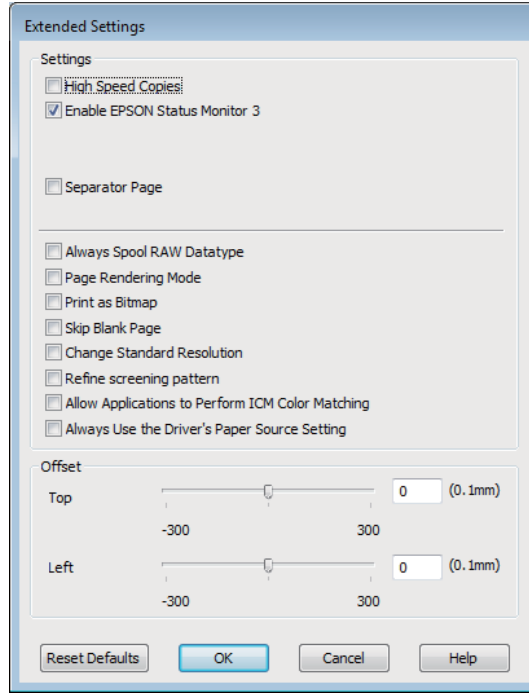 Extended Settings
Settings
High Speed Copies
Enable EPSON Status Monitor 3
Separator Page
Always Spool RAW Datatype
Page Rendering Mode
Print as Bitmap
Skip Blank Page
Change Standard Resolution
Refine screening pattern
Allow Applications to Perform ICM Color Matching
Always Use the Driver's Paper Source Setting
Offset
Top 0 (0.1mm)
-300 300
Left 0 (0.1mm)
-300 300
Reset Defaults OK Cancel Help